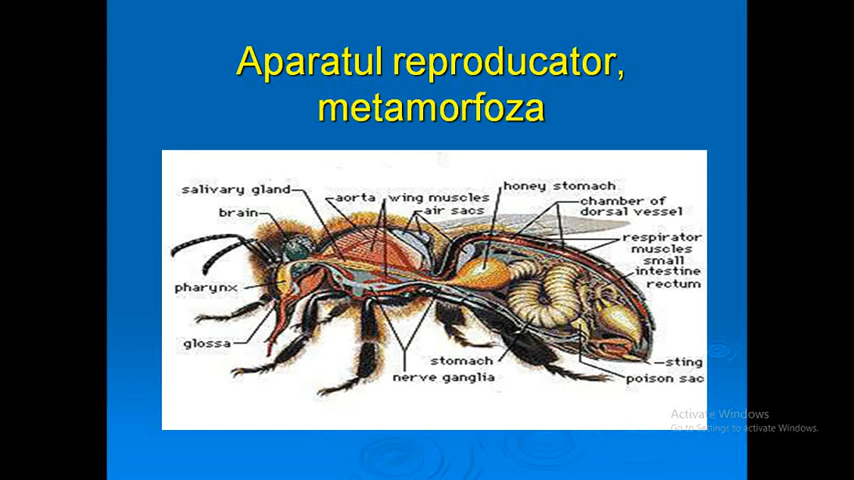 Aparatul reproducator,
metamorfoza
salivary gland
aorta
wing muscles
honey stomach
brain
air sacs
chamber of
dorsal vessel
respirator
muscles
small
intestine
rectum
pharynx
glossa
stomach
sting
nerve ganglia
poison sac
Activate Windows
Go to Settings to activate Windows.